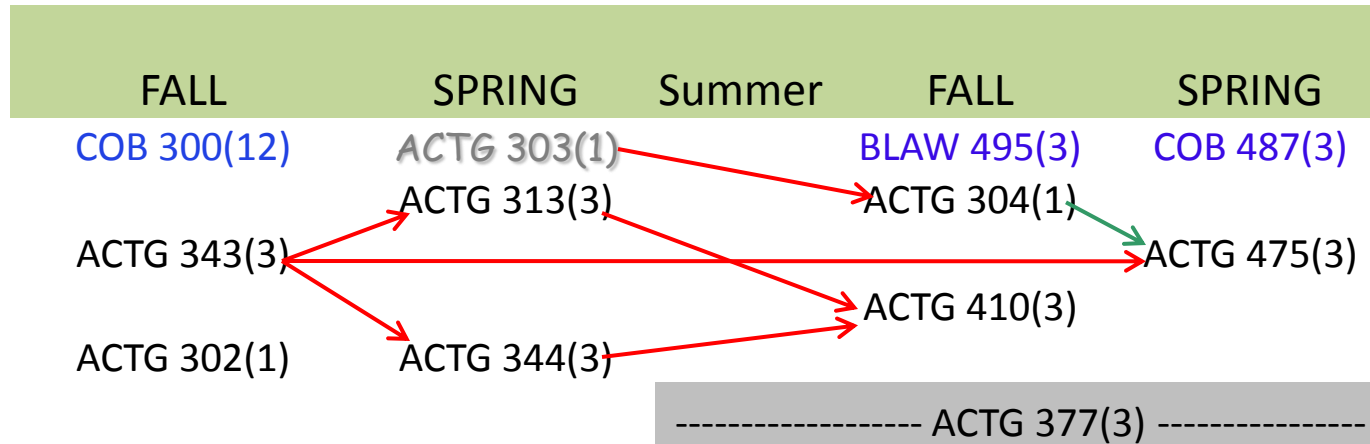 FALL SPRING Summer FALL SPRING
COB 300(12) ACTG 303(1) BLAW 495(3) COB 487(3)
ACTG 313(3) ACTG 304(1)
ACTG 343(3) ACTG 475(3)
ACTG 410(3)
ACTG 302(1) ACTG 344(3)
------------------- ACTG 377(3) ----------------